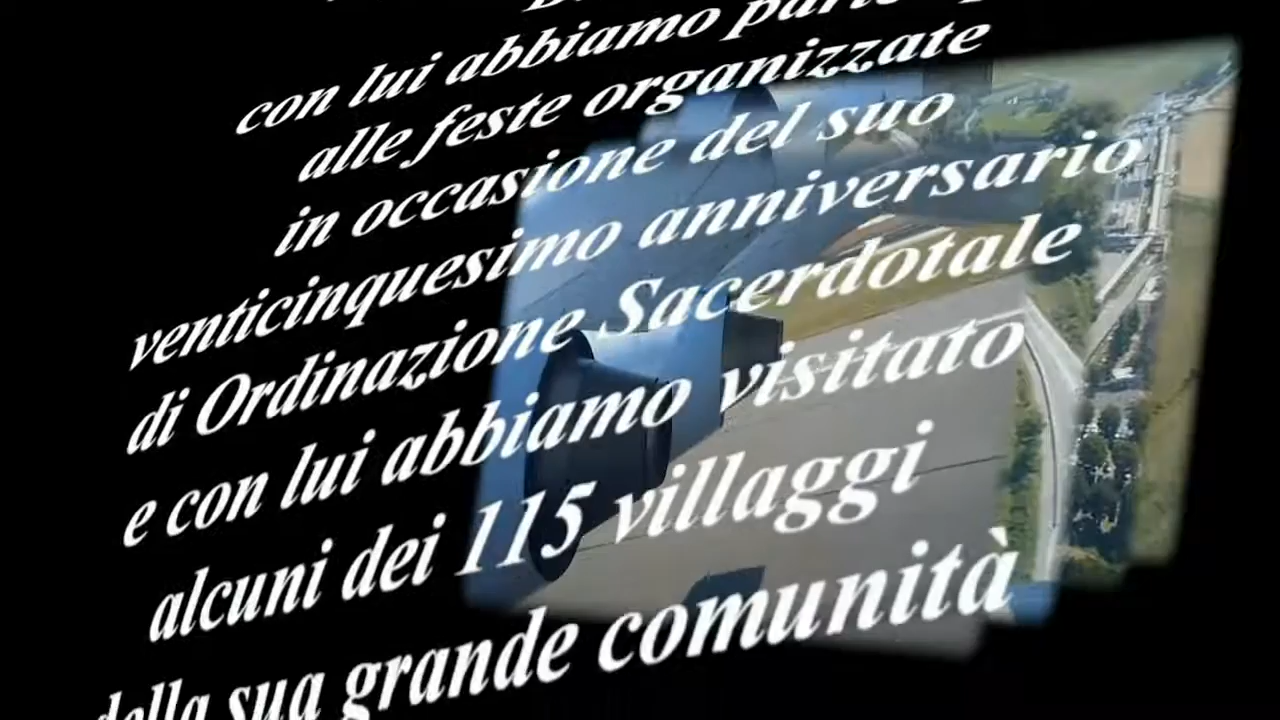 con lui abbiamo
alle feste organizzate
in occasione del suo
venticinquesimo anniversario
di Ordinazione Sacerdotale
e con lui abbiamo visitato
alcuni dei 115 villaggi
della sua grande comunità